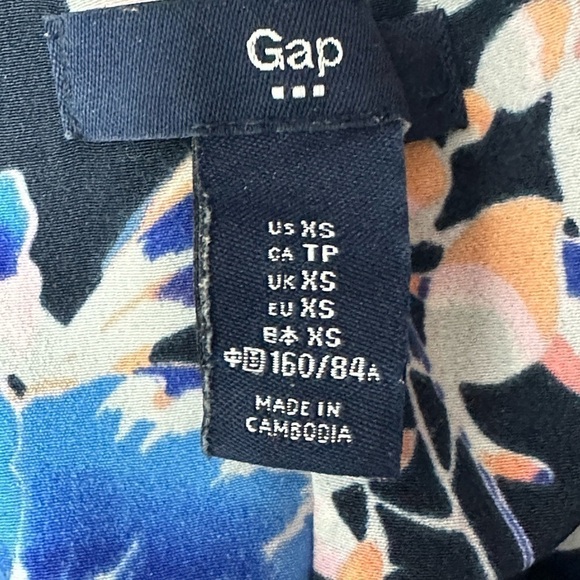 Gap
US XS
CA TP
UK XS
EU XS
日本 XS
中国 160/84A
MADE IN
CAMBODIA